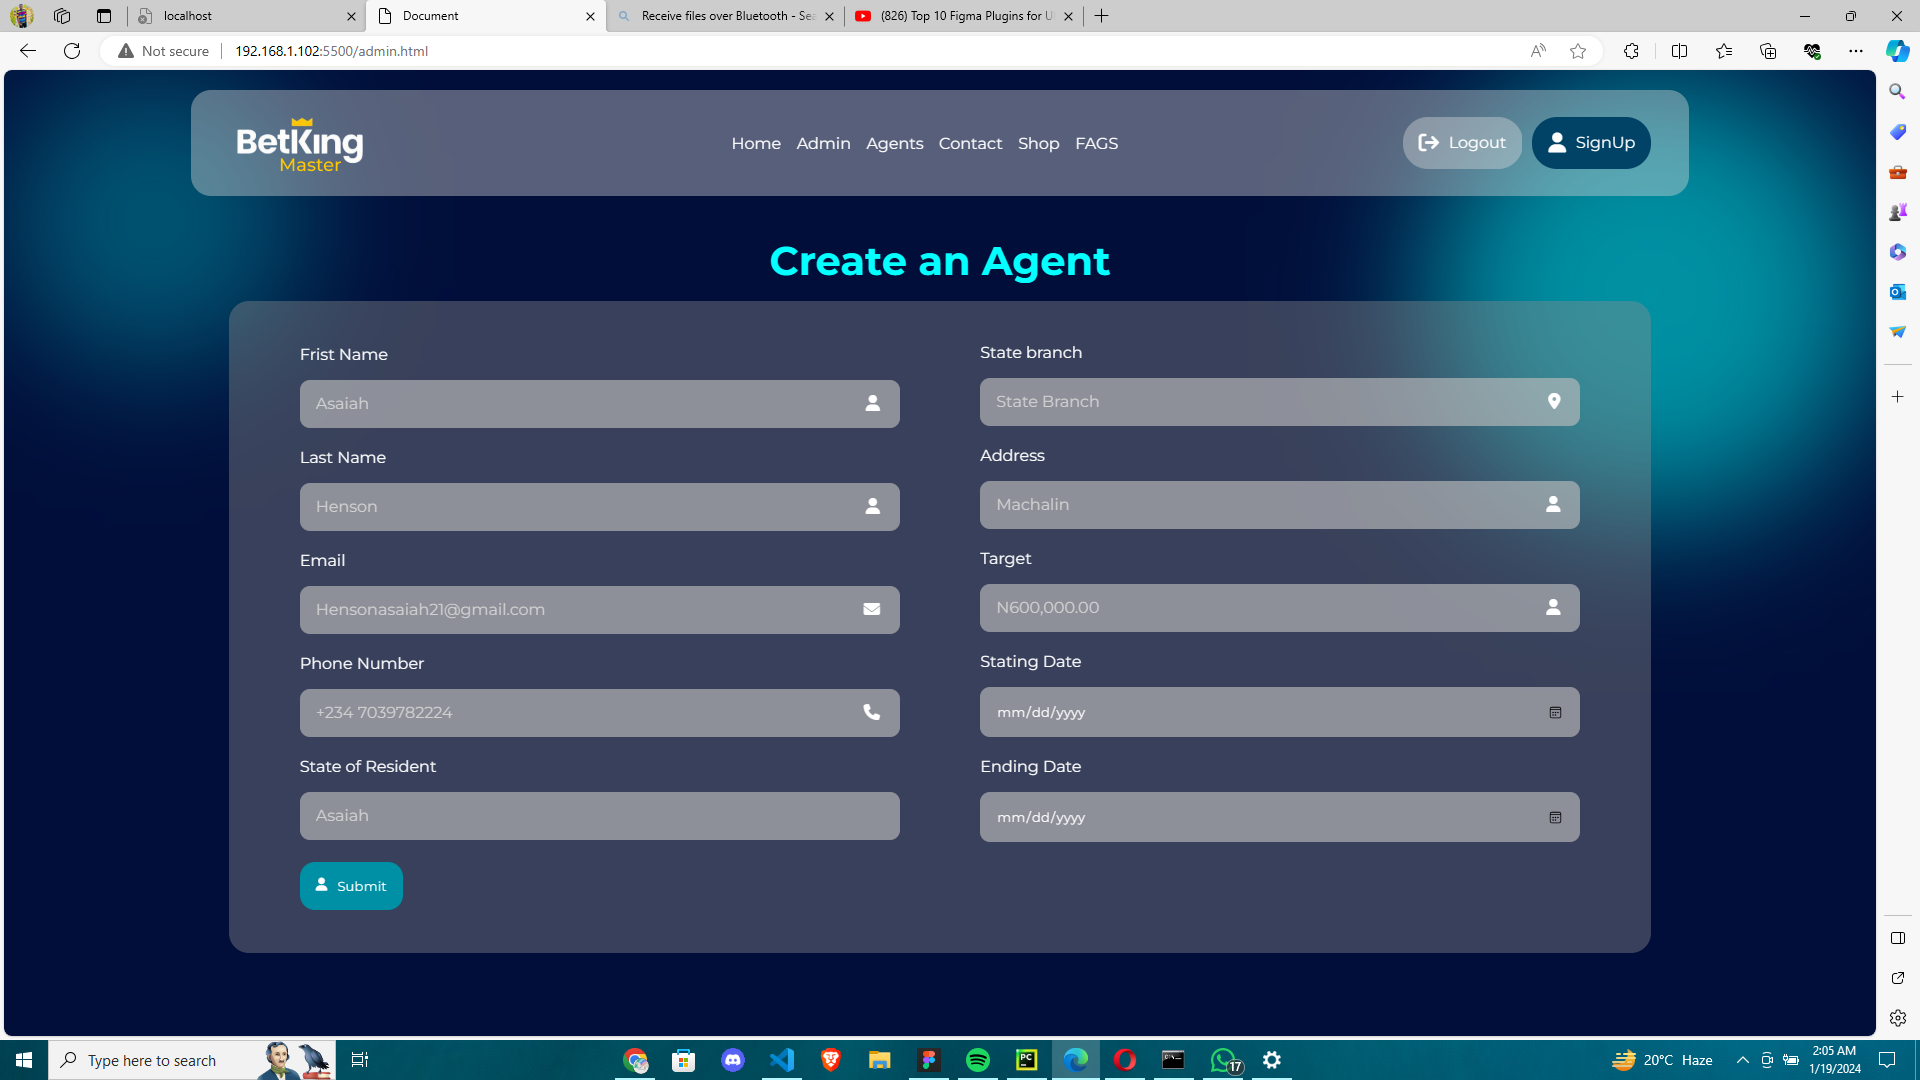 localhost
Document
Receive files over Bluetooth - Sea
(826) Top 10 Figma Plugins for U
Not secure
192.168.1.102:5500/admin.html
BetKing
Master
Home Admin Agents Contact Shop FAGS
Logout
SignUp
Create an Agent
Frist Name
Asaiah
Last Name
Henson
Email
Hensonasaiah21@gmail.com
Phone Number
+234 7039782224
State of Resident
Asaiah
Submit
State branch
State Branch
Address
Machalin
Target
N600,000.00
Stating Date
mm/dd/yyyy
Ending Date
mm/dd/yyyy
Type here to search
PC
17
20°C Haze
2:05 AM
1/19/2024